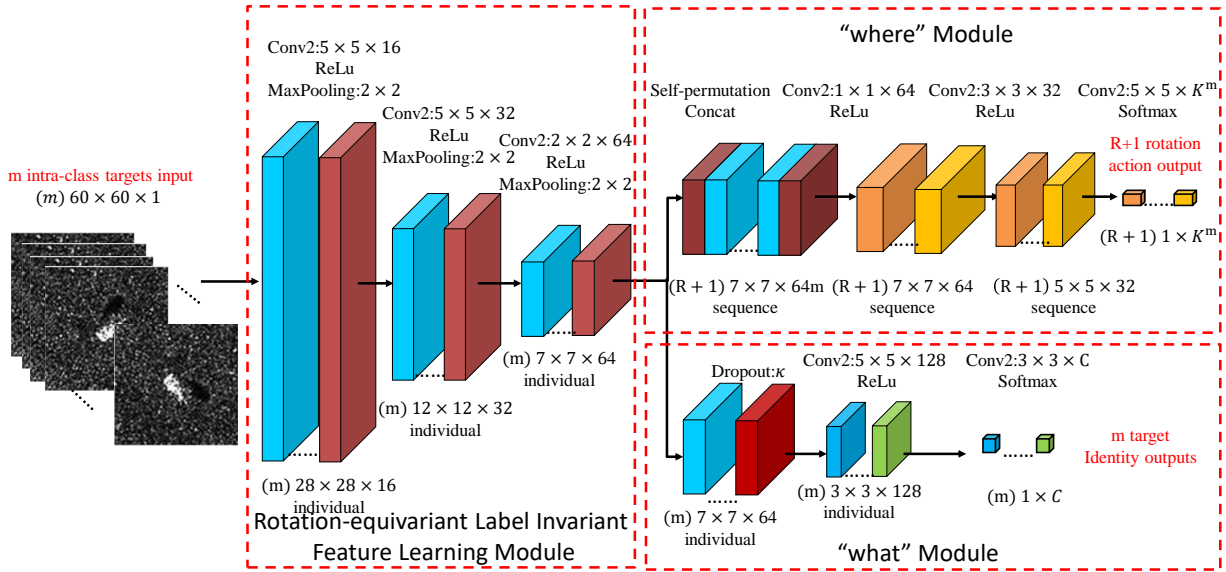 m intra-class targets input
(m) 60 × 60 × 1
Conv2:5 × 5 × 16
ReLu
MaxPooling:2 × 2
Conv2:5 × 5 × 32
ReLu
MaxPooling:2 × 2
Conv2:2 × 2 × 64
ReLu
MaxPooling:2 × 2
(m) 28 × 28 × 16
individual
(m) 12 × 12 × 32
individual
(m) 7 × 7 × 64
individual
Rotation-equivariant Label Invariant
Feature Learning Module
“where” Module
Self-permutation
Concat
Conv2:1 × 1 × 64
ReLu
Conv2:3 × 3 × 32
ReLu
Conv2:5 × 5 × Kᵐ
Softmax
R+1 rotation
action output
(R + 1) 1 × Kᵐ
(R + 1) 7 × 7 × 64m
sequence
(R + 1) 7 × 7 × 64
sequence
(R + 1) 5 × 5 × 32
sequence
Dropout:κ
Conv2:5 × 5 × 128
ReLu
Conv2:3 × 3 × C
Softmax
m target
Identity outputs
(m) 7 × 7 × 64
individual
(m) 3 × 3 × 128
individual
(m) 1 × C
“what” Module